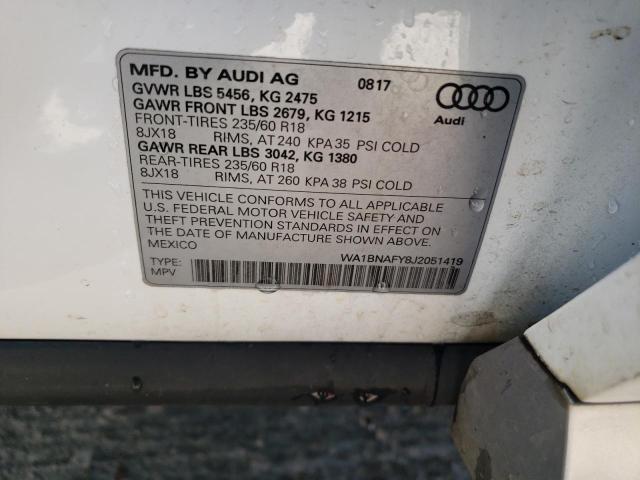 MFD. BY AUDI AG 0817
GVWR LBS 5456, KG 2475
GAWR FRONT LBS 2679, KG 1215
FRONT-TIRES 235/60 R18
8JX18 RIMS, AT 240 KPA 35 PSI COLD
GAWR REAR LBS 3042, KG 1380
REAR-TIRES 235/60 R18
8JX18 RIMS, AT 260 KPA 38 PSI COLD
Audi
THIS VEHICLE CONFORMS TO ALL APPLICABLE
U.S. FEDERAL MOTOR VEHICLE SAFETY AND
THEFT PREVENTION STANDARDS IN EFFECT ON
THE DATE OF MANUFACTURE SHOWN ABOVE.
MEXICO
TYPE: WA1BNAFY8J2051419
MPV